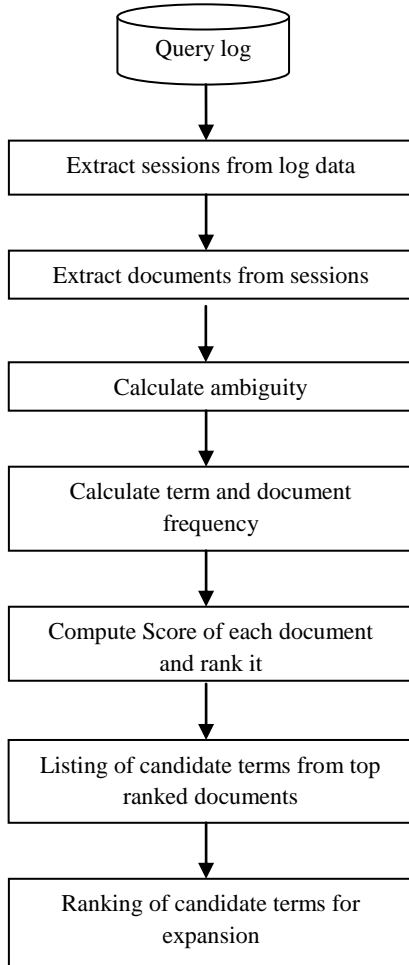 Query log
Extract sessions from log data
Extract documents from sessions
Calculate ambiguity
Calculate term and document
frequency
Compute Score of each document
and rank it
Listing of candidate terms from top
ranked documents
Ranking of candidate terms for
expansion